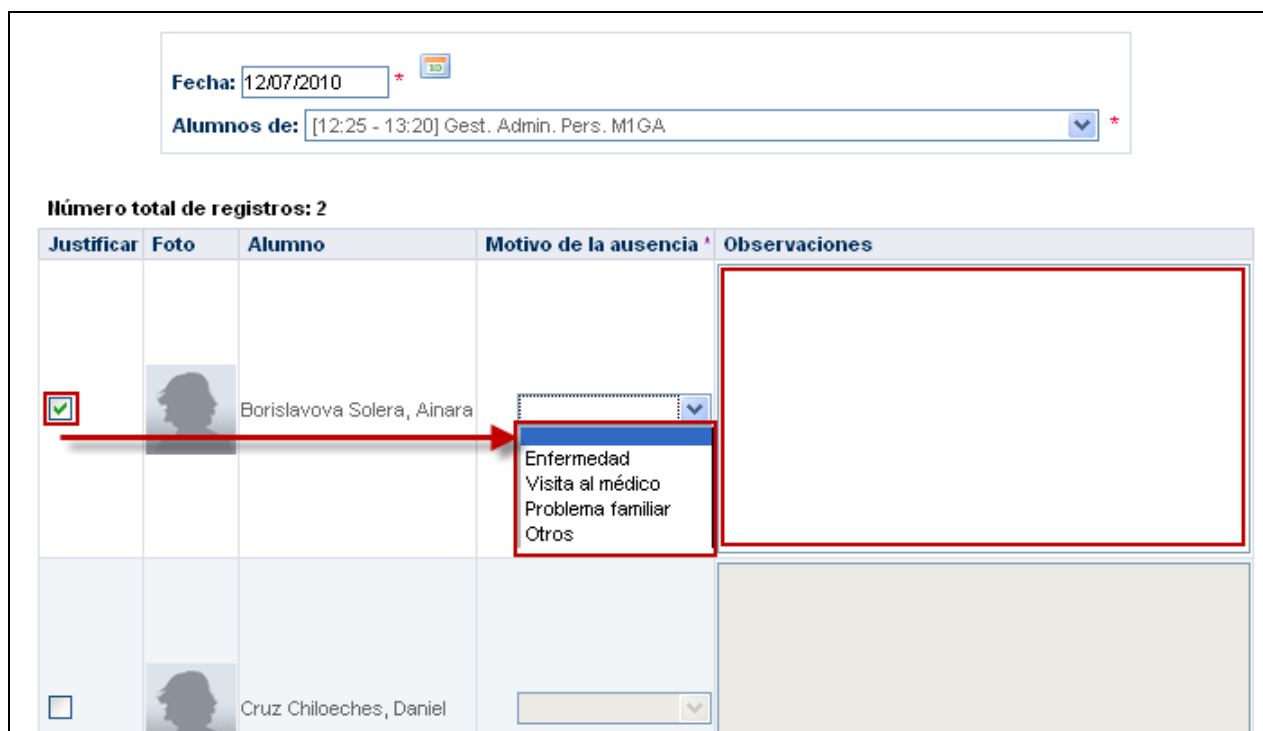 Fecha: 12/07/2010 *
Alumnos de: [12:25 - 13:20] Gest. Admin. Pers. M1GA *
Número total de registros: 2
Justificar Foto Alumno Motivo de la ausencia * Observaciones
Borislavova Solera, Ainara
Enfermedad
Visita al médico
Problema familiar
Otros
Cruz Chiloeches, Daniel